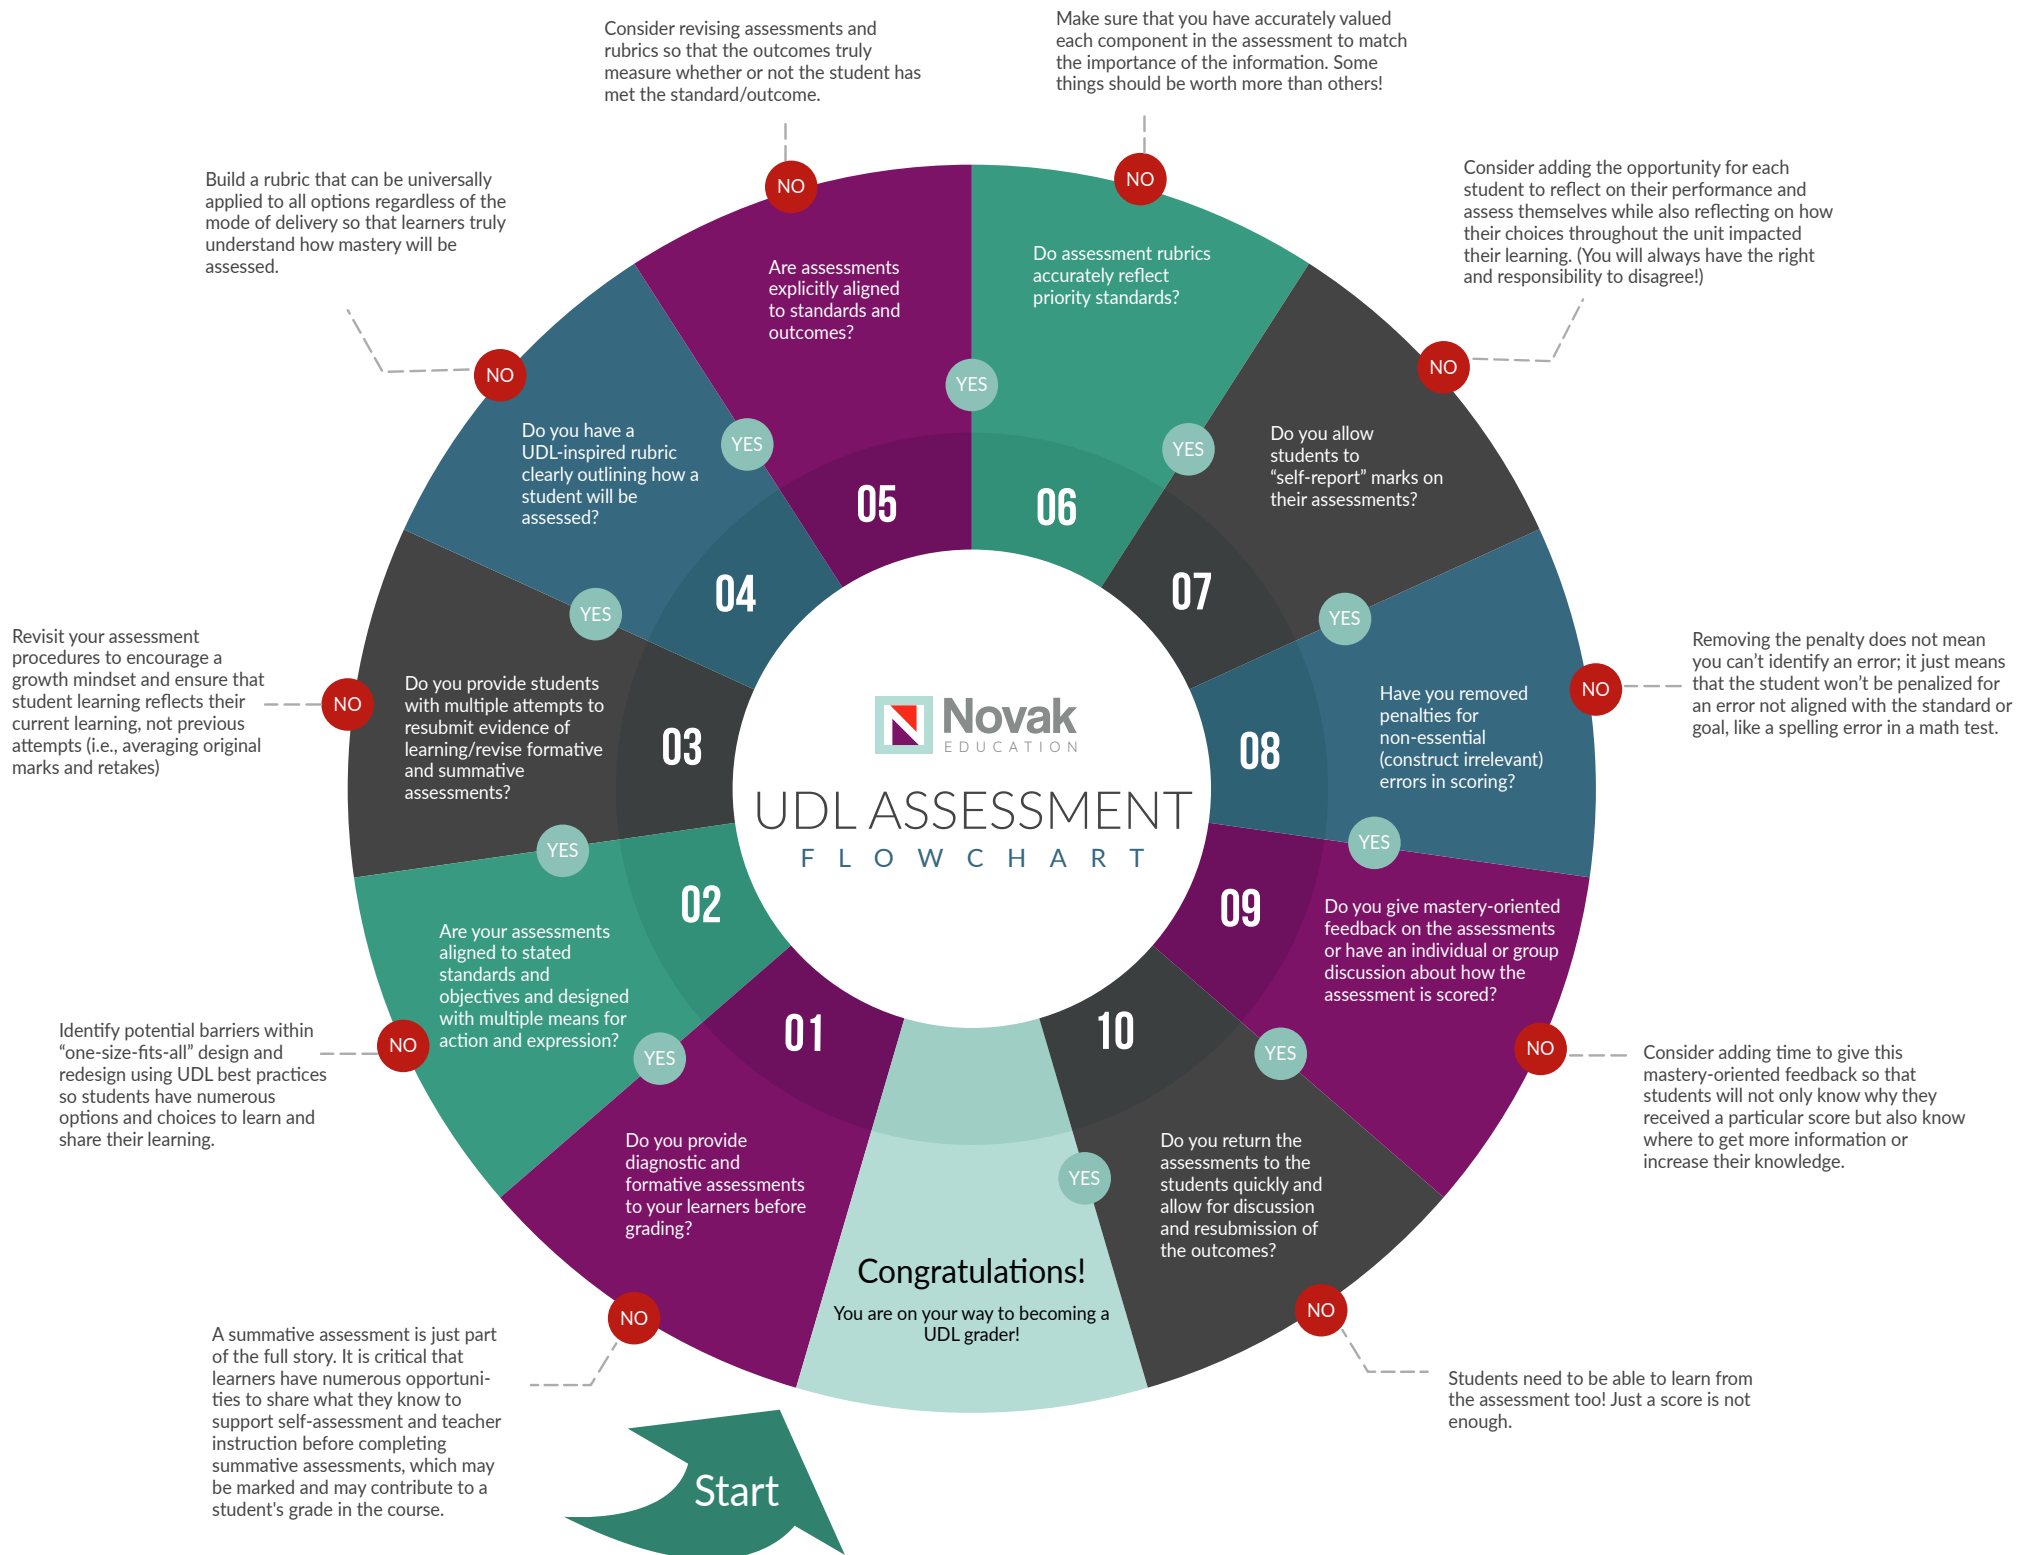 Novak
EDUCATION
UDL ASSESSMENT
FLOWCHART
Start
01
Do you provide
diagnostic and
formative assessments
to your learners before
grading?
NO
A summative assessment is just part
of the full story. It is critical that
learners have numerous opportuni-
ties to share what they know to
support self-assessment and teacher
instruction before completing
summative assessments, which may
be marked and may contribute to a
student's grade in the course.
YES
02
Are your assessments
aligned to stated
standards and
objectives and designed
with multiple means for
action and expression?
NO
Identify potential barriers within
“one-size-fits-all” design and
redesign using UDL best practices
so students have numerous
options and choices to learn and
share their learning.
YES
03
Do you provide students
with multiple attempts to
resubmit evidence of
learning/revise formative
and summative
assessments?
NO
Revisit your assessment
procedures to encourage a
growth mindset and ensure that
student learning reflects their
current learning, not previous
attempts (i.e., averaging original
marks and retakes)
YES
04
Do you have a
UDL-inspired rubric
clearly outlining how a
student will be
assessed?
NO
Build a rubric that can be universally
applied to all options regardless of the
mode of delivery so that learners truly
understand how mastery will be
assessed.
YES
05
Are assessments
explicitly aligned
to standards and
outcomes?
NO
Consider revising assessments and
rubrics so that the outcomes truly
measure whether or not the student has
met the standard/outcome.
YES
06
Do assessment rubrics
accurately reflect
priority standards?
NO
Make sure that you have accurately valued
each component in the assessment to match
the importance of the information. Some
things should be worth more than others!
YES
07
Do you allow
students to
“self-report” marks on
their assessments?
NO
Consider adding the opportunity for each
student to reflect on their performance and
assess themselves while also reflecting on how
their choices throughout the unit impacted
their learning. (You will always have the right
and responsibility to disagree!)
YES
08
Have you removed
penalties for
non-essential
(construct irrelevant)
errors in scoring?
NO
Removing the penalty does not mean
you can’t identify an error; it just means
that the student won’t be penalized for
an error not aligned with the standard or
goal, like a spelling error in a math test.
YES
09
Do you give mastery-oriented
feedback on the assessments
or have an individual or group
discussion about how the
assessment is scored?
NO
Consider adding time to give this
mastery-oriented feedback so that
students will not only know why they
received a particular score but also know
where to get more information or
increase their knowledge.
YES
10
Do you return the
assessments to the
students quickly and
allow for discussion
and resubmission of
the outcomes?
NO
Students need to be able to learn from
the assessment too! Just a score is not
enough.
YES
Congratulations!
You are on your way to becoming a
UDL grader!